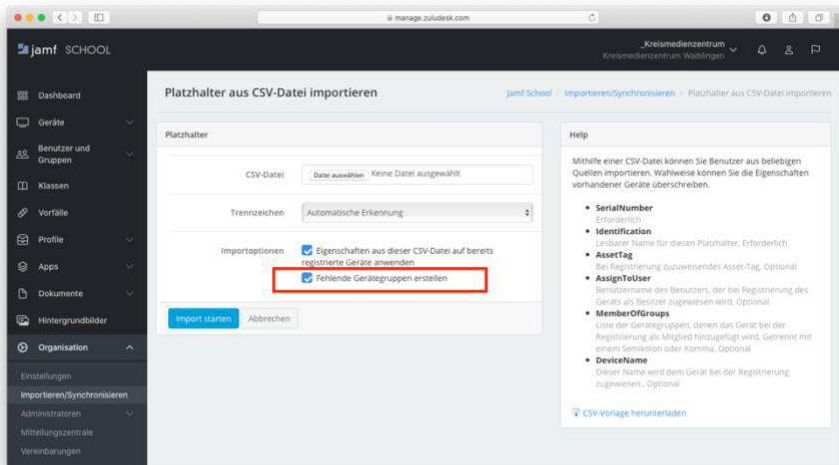 manage.zuludesk.com
jamf SCHOOL
_Kreismedienzentrum
Kreismedienzentrum Waiblingen
Dashboard
Geräte
Benutzer und
Gruppen
Klassen
Vorfälle
Profile
Apps
Dokumente
Hintergrundbilder
Organisation
Einstellungen
Importieren/Synchronisieren
Administratoren
Mitteilungszentrale
Vereinbarungen
Platzhalter aus CSV-Datei importieren
Jamf School / Importieren/Synchronisieren / Platzhalter aus CSV-Datei importieren
Platzhalter
CSV-Datei
Datei auswählen Keine Datei ausgewählt
Trennzeichen
Automatische Erkennung
Importoptionen
Eigenschaften aus dieser CSV-Datei auf bereits
registrierte Geräte anwenden
Fehlende Gerätegruppen erstellen
Import starten
Abbrechen
Help
Mithilfe einer CSV-Datei können Sie Benutzer aus beliebigen
Quellen importieren. Wahlweise können Sie die Eigenschaften
vorhandener Geräte überschreiben.
SerialNumber
Erforderlich
Identification
Lesbarer Name für diesen Platzhalter, Erforderlich
AssetTag
Bei Registrierung zuzuweisendes Asset-Tag, Optional
AssignToUser
Benutzername des Benutzers, der bei Registrierung des
Geräts als Besitzer zugewiesen wird, Optional
MemberOfGroups
Liste der Gerätegruppen, denen das Gerät bei der
Registrierung als Mitglied hinzugefügt wird, Getrennt mit
einem Semikolon oder Komma, Optional
DeviceName
Dieser Name wird dem Gerät bei der Registrierung
zugewiesen., Optional
CSV-Vorlage herunterladen